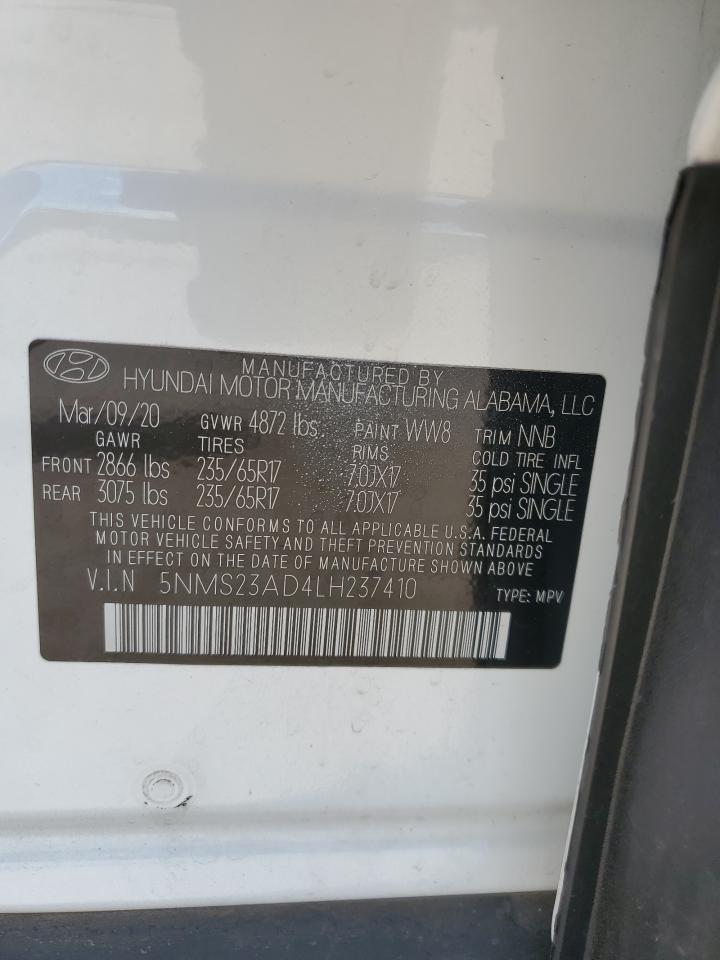 MANUFACTURED BY
HYUNDAI MOTOR MANUFACTURING ALABAMA, LLC
Mar/09/20 GVWR 4872 lbs PAINT WW8 TRIM NNB
GAWR TIRES RIMS COLD TIRE INFL
FRONT 2866 lbs 235/65R17 7.0JX17 35 psi SINGLE
REAR 3075 lbs 235/65R17 7.0JX17 35 psi SINGLE
THIS VEHICLE CONFORMS TO ALL APPLICABLE U.S.A. FEDERAL
MOTOR VEHICLE SAFETY AND THEFT PREVENTION STANDARDS
IN EFFECT ON THE DATE OF MANUFACTURE SHOWN ABOVE
V.I.N 5NMS23AD4LH237410 TYPE: MPV